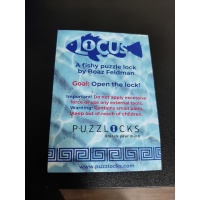 LOCUS
A fishy puzzle lock
by Boaz Feldman.
Goal: Open the lock!
Important! Do not apply excessive
force or use any external tools.
Warning: Contains small parts.
Keep out of reach of children.
PUZZLOCKS
www.puzzlocks.com